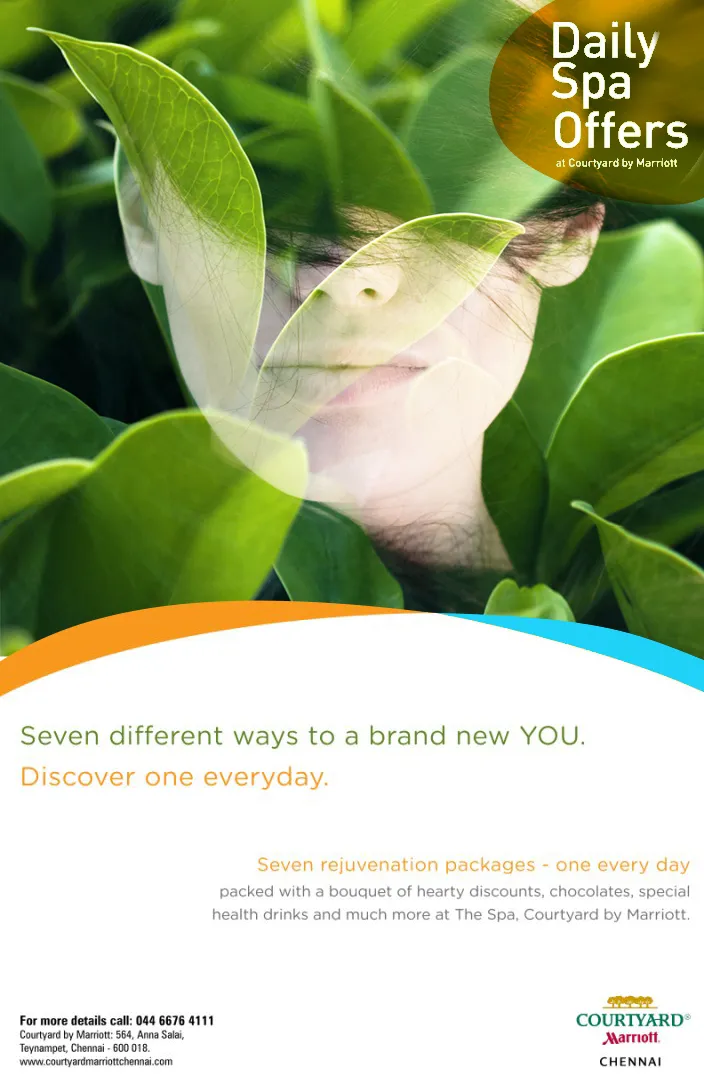 Daily
Spa
Offers
at Courtyard by Marriott
Seven different ways to a brand new YOU.
Discover one everyday.
Seven rejuvenation packages - one every day
packed with a bouquet of hearty discounts, chocolates, special
health drinks and much more at The Spa, Courtyard by Marriott.
For more details call: 044 6676 4111
Courtyard by Marriott: 564, Anna Salai,
Teynampet, Chennai - 600 018.
www.courtyardmarriottchennai.com
COURTYARD®
Marriott.
CHENNAI